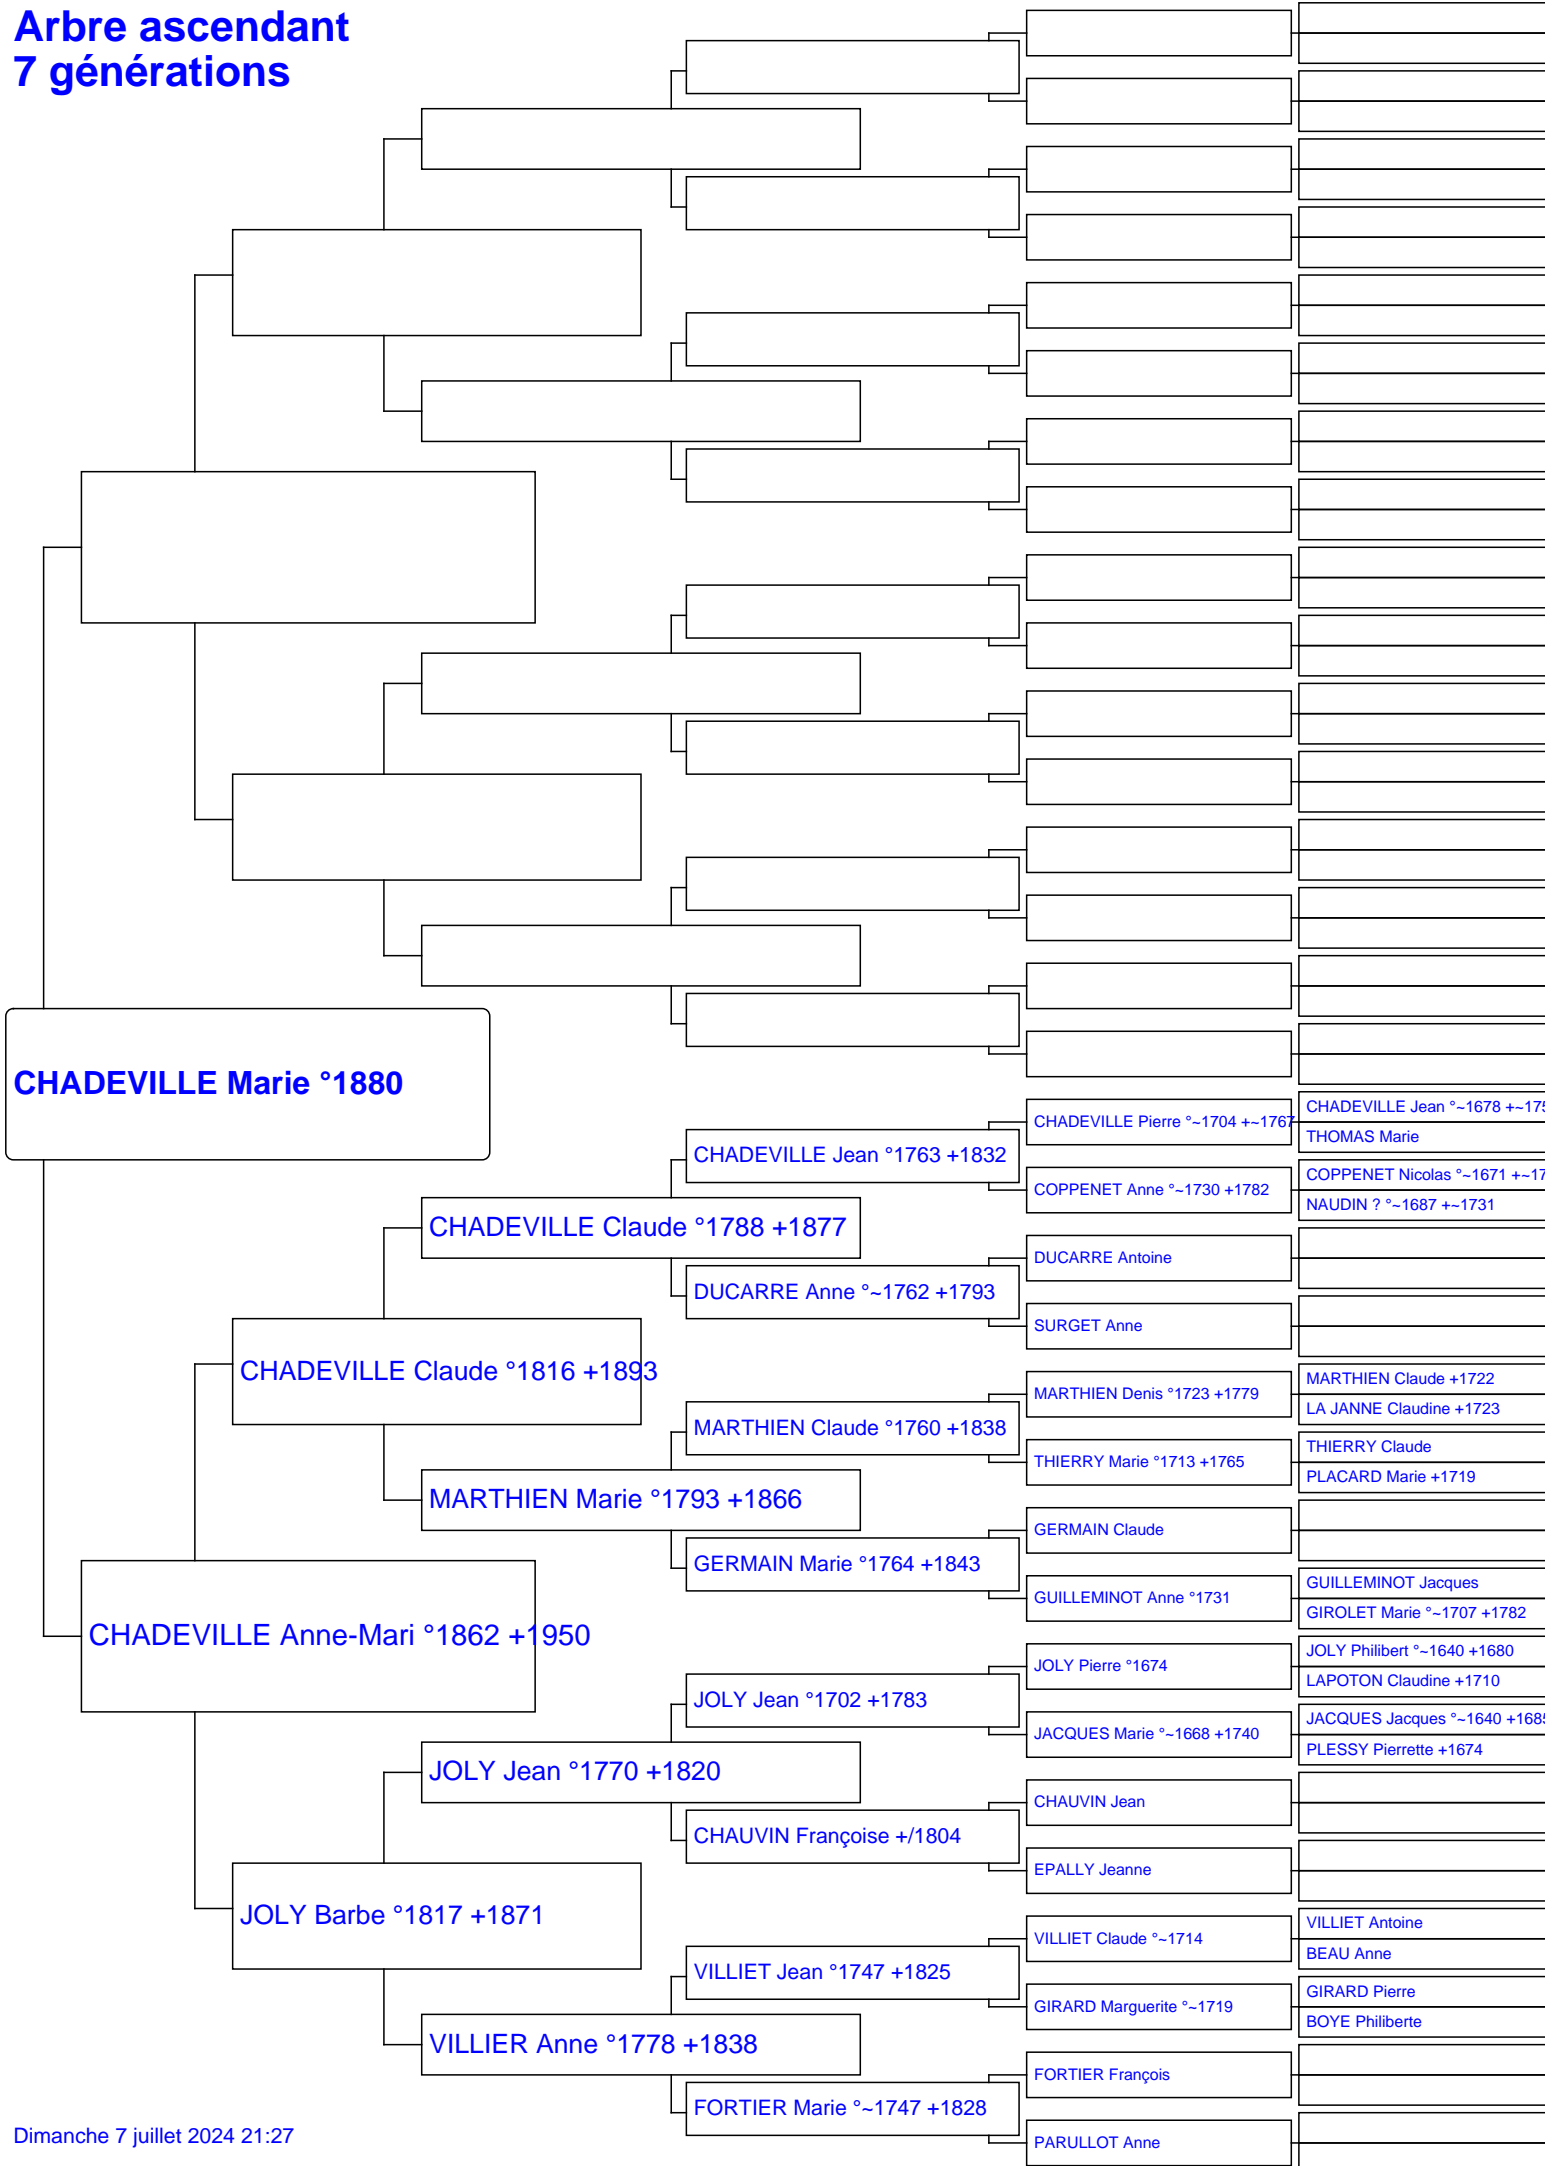 Arbre ascendant
7 générations
CHADEVILLE Marie °1880
CHADEVILLE Anne-Mari °1862 +1950
CHADEVILLE Claude °1816 +1893
JOLY Barbe °1817 +1871
CHADEVILLE Claude °1788 +1877
MARTHIEN Marie °1793 +1866
JOLY Jean °1770 +1820
VILLIER Anne °1778 +1838
CHADEVILLE Jean °1763 +1832
DUCARRE Anne °~1762 +1793
MARTHIEN Claude °1760 +1838
GERMAIN Marie °1764 +1843
JOLY Jean °1702 +1783
CHAUVIN Françoise +/1804
VILLIET Jean °1747 +1825
FORTIER Marie °~1747 +1828
CHADEVILLE Pierre °~1704 +~1767
COPPENET Anne °~1730 +1782
DUCARRE Antoine
SURGET Anne
MARTHIEN Denis °1723 +1779
THIERRY Marie °1713 +1765
GERMAIN Claude
GUILLEMINOT Anne °1731
JOLY Pierre °1674
JACQUES Marie °~1668 +1740
CHAUVIN Jean
EPALLY Jeanne
VILLIET Claude °~1714
GIRARD Marguerite °~1719
FORTIER François
PARULLOT Anne
CHADEVILLE Jean °~1678 +~175
THOMAS Marie
COPPENET Nicolas °~1671 +~17
NAUDIN ? °~1687 +~1731
MARTHIEN Claude +1722
LA JANNE Claudine +1723
THIERRY Claude
PLACARD Marie +1719
GUILLEMINOT Jacques
GIROLET Marie °~1707 +1782
JOLY Philibert °~1640 +1680
LAPOTON Claudine +1710
JACQUES Jacques °~1640 +1685
PLESSY Pierrette +1674
VILLIET Antoine
BEAU Anne
GIRARD Pierre
BOYE Philiberte
Dimanche 7 juillet 2024 21:27